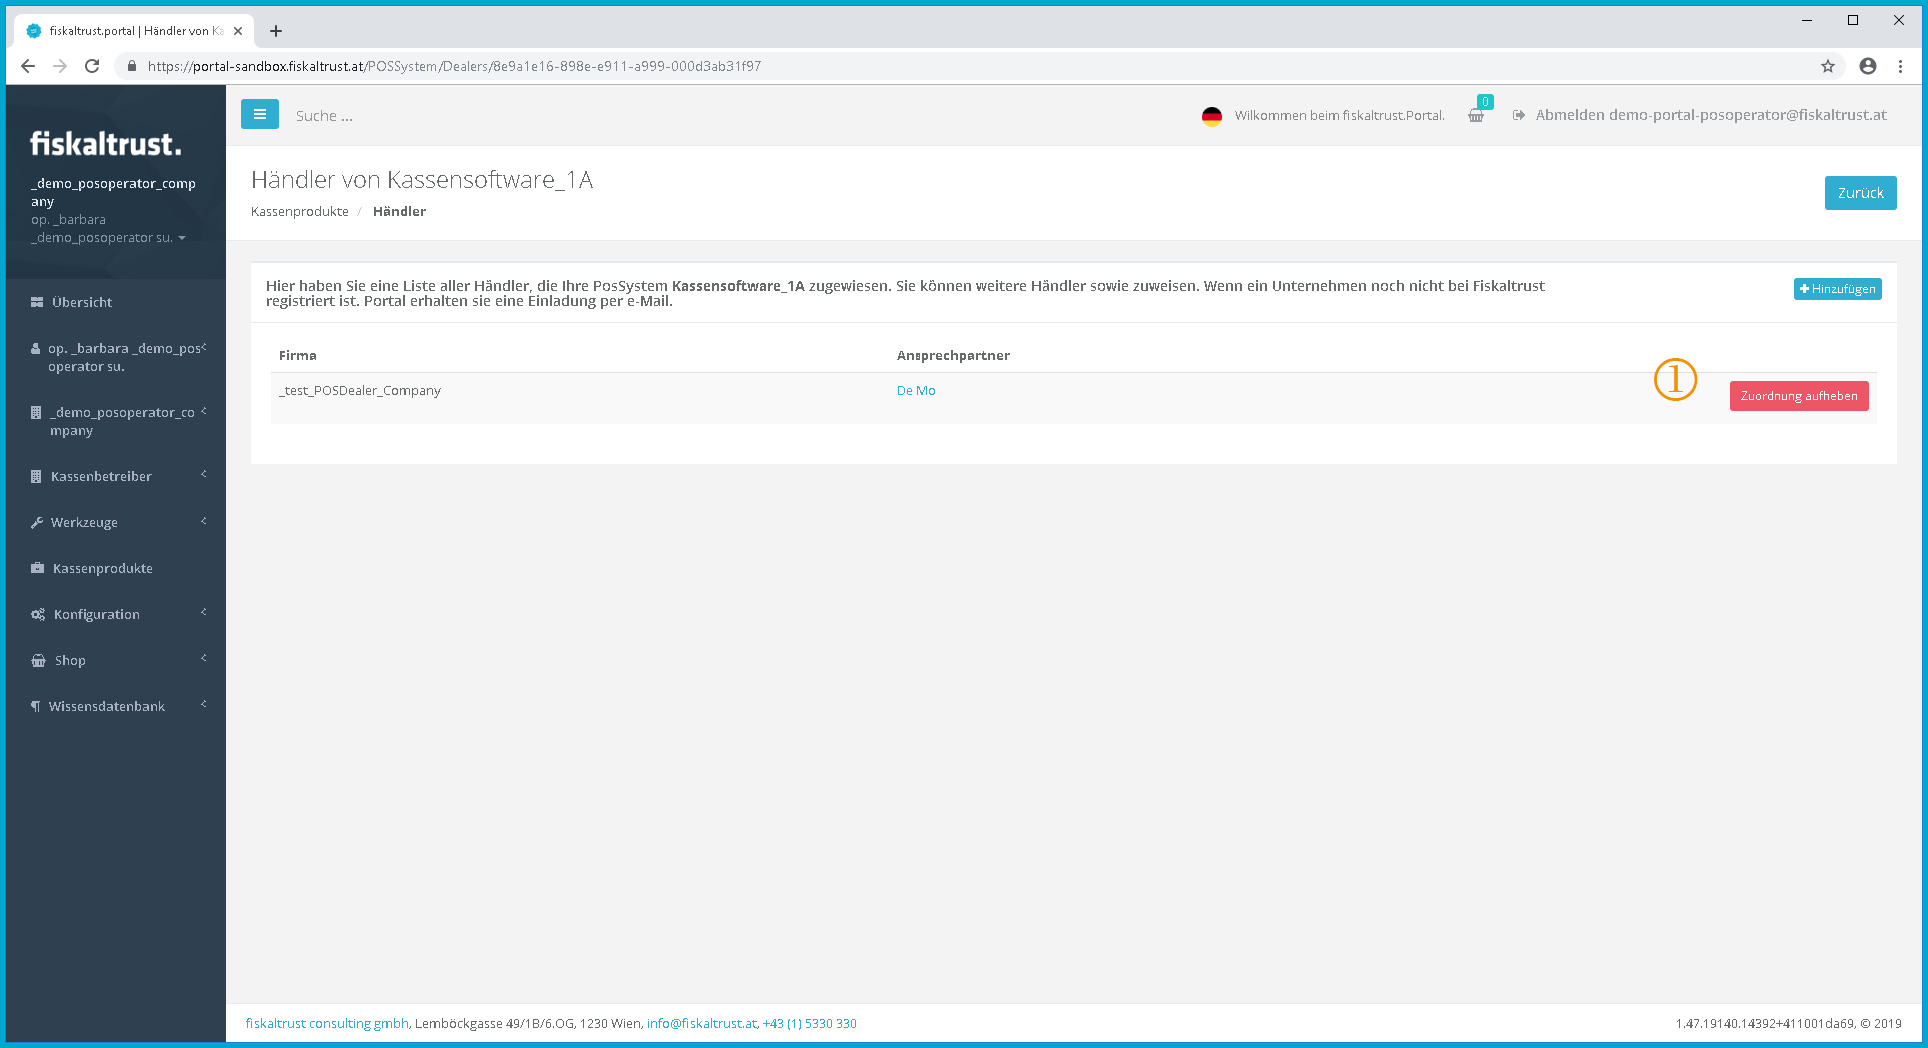 fiskaltrust.portal | Händler von Ka
https://portal-sandbox.fiskaltrust.at/POSSystem/Dealers/8e9a1e16-898e-e911-a999-000d3ab31f97
fiskaltrust.
_demo_posoperator_comp
any
op. _barbara
_demo_posoperator su.
Übersicht
op. _barbara _demo_pos
operator su.
_demo_posoperator_co
mpany
Kassenbetreiber
Werkzeuge
Kassenprodukte
Konfiguration
Shop
Wissensdatenbank
Suche ...
Wilkommen beim fiskaltrust.Portal.
0
Abmelden demo-portal-posoperator@fiskaltrust.at
Händler von Kassensoftware_1A
Kassenprodukte / Händler
Zurück
Hier haben Sie eine Liste aller Händler, die Ihre PosSystem Kassensoftware_1A zugewiesen. Sie können weitere Händler sowie zuweisen. Wenn ein Unternehmen noch nicht bei Fiskaltrust
registriert ist. Portal erhalten sie eine Einladung per e-Mail.
Hinzufügen
Firma Ansprechpartner
_test_POSDealer_Company De Mo
1
Zuordnung aufheben
fiskaltrust consulting gmbh, Lemböckgasse 49/1B/6.OG, 1230 Wien, info@fiskaltrust.at, +43 (1) 5330 330
1.47.19140.14392+411001da69, © 2019